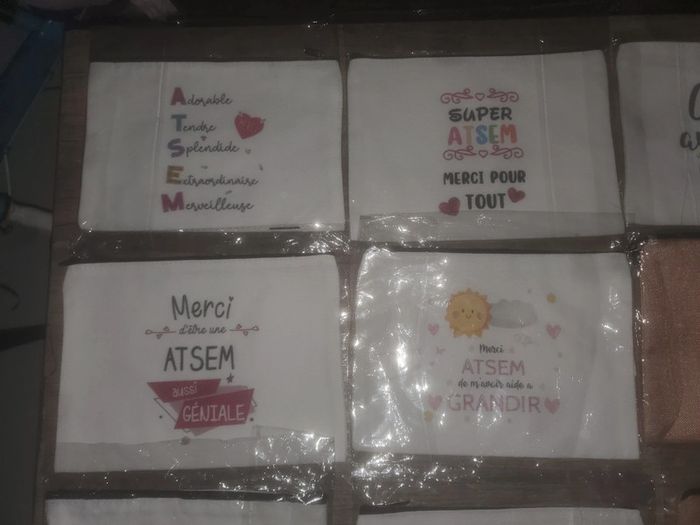 Adorable
Tendre
Splendide
Extraordinaire
Merveilleuse
SUPER
ATSEM
MERCI POUR
TOUT
Merci
d'être une
ATSEM
aussi
GÉNIALE
Merci
ATSEM
de m'avoir aide a
GRANDIR